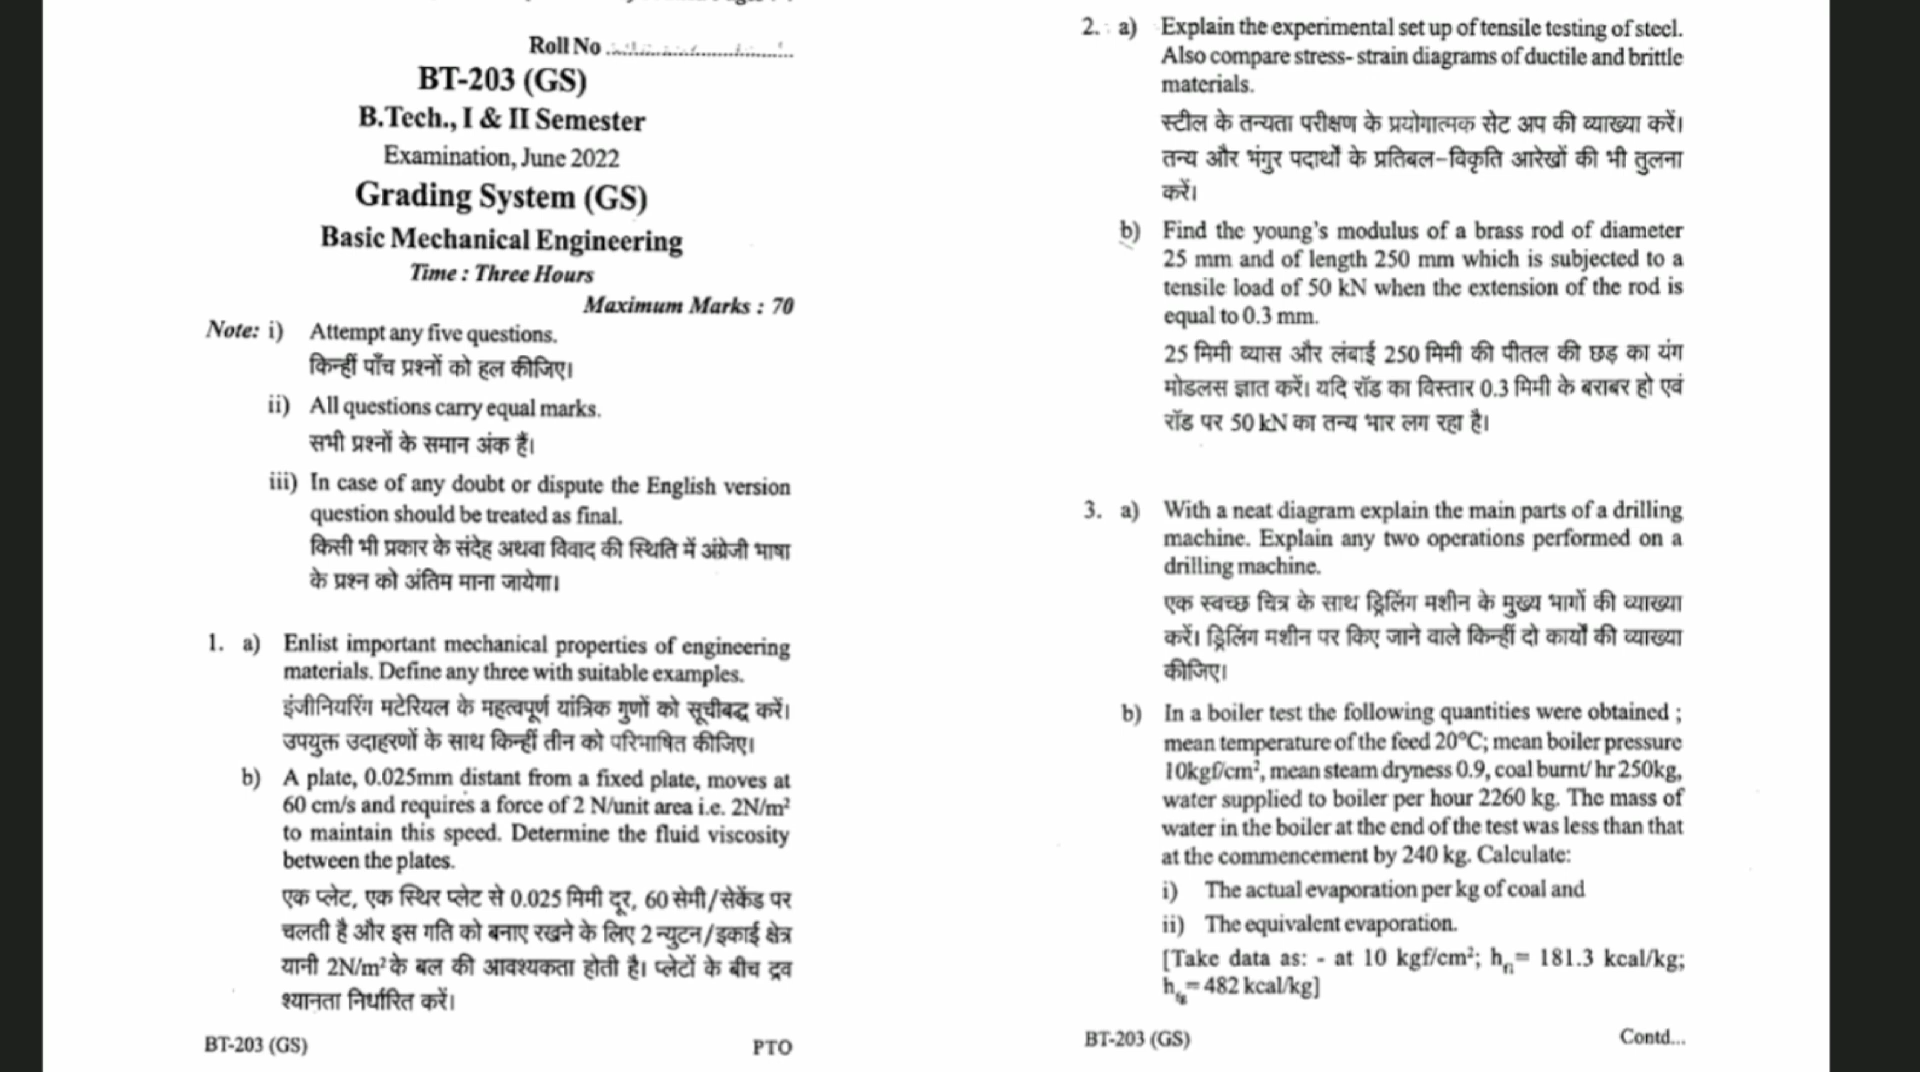 Roll No
BT-203 (GS)
B.Tech., I & II Semester
Examination, June 2022
Grading System (GS)
Basic Mechanical Engineering
Time : Three Hours
Maximum Marks : 70
Note: i) Attempt any five questions.
किन्हीं पाँच प्रश्नों को हल कीजिए।
ii) All questions carry equal marks.
सभी प्रश्नों के समान अंक हैं।
iii) In case of any doubt or dispute the English version
question should be treated as final.
किसी भी प्रकार के संदेह अथवा विवाद की स्थिति में अंग्रेजी भाषा
के प्रश्न को अंतिम माना जायेगा।
1. a) Enlist important mechanical properties of engineering
materials. Define any three with suitable examples.
इंजीनियरिंग मटेरियल के महत्वपूर्ण यांत्रिक गुणों को सूचीबद्ध करें।
उपयुक्त उदाहरणों के साथ किन्हीं तीन को परिभाषित कीजिए।
b) A plate, 0.025mm distant from a fixed plate, moves at
60 cm/s and requires a force of 2 N/unit area i.e. 2N/m²
to maintain this speed. Determine the fluid viscosity
between the plates.
एक प्लेट, एक स्थिर प्लेट से 0.025 मिमी दूर, 60 सेमी/सेकेंड पर
चलती है और इस गति को बनाए रखने के लिए 2 न्युटन/इकाई क्षेत्र
यानी 2N/m² के बल की आवश्यकता होती है। प्लेटों के बीच द्रव
श्यानता निर्धारित करें।
BT-203 (GS) PTO
2. a) Explain the experimental set up of tensile testing of steel.
Also compare stress- strain diagrams of ductile and brittle
materials.
स्टील के तन्यता परीक्षण के प्रयोगात्मक सेट अप की व्याख्या करें।
तन्य और भंगुर पदार्थों के प्रतिबल-विकृति आरेखों की भी तुलना
करें।
b) Find the young's modulus of a brass rod of diameter
25 mm and of length 250 mm which is subjected to a
tensile load of 50 kN when the extension of the rod is
equal to 0.3 mm.
25 मिमी व्यास और लंबाई 250 मिमी की पीतल की छड़ का यंग
मोडलस ज्ञात करें। यदि रॉड का विस्तार 0.3 मिमी के बराबर हो एवं
रॉड पर 50 kN का तन्य भार लग रहा है।
3. a) With a neat diagram explain the main parts of a drilling
machine. Explain any two operations performed on a
drilling machine.
एक स्वच्छ चित्र के साथ ड्रिलिंग मशीन के मुख्य भागों की व्याख्या
करें। ड्रिलिंग मशीन पर किए जाने वाले किन्हीं दो कार्यों की व्याख्या
कीजिए।
b) In a boiler test the following quantities were obtained ;
mean temperature of the feed 20°C; mean boiler pressure
10kgf/cm², mean steam dryness 0.9, coal burnt/ hr 250kg,
water supplied to boiler per hour 2260 kg. The mass of
water in the boiler at the end of the test was less than that
at the commencement by 240 kg. Calculate:
i) The actual evaporation per kg of coal and
ii) The equivalent evaporation.
[Take data as: - at 10 kgf/cm²; h = 181.3 kcal/kg;
h = 482 kcal/kg]
BT-203 (GS) Contd...